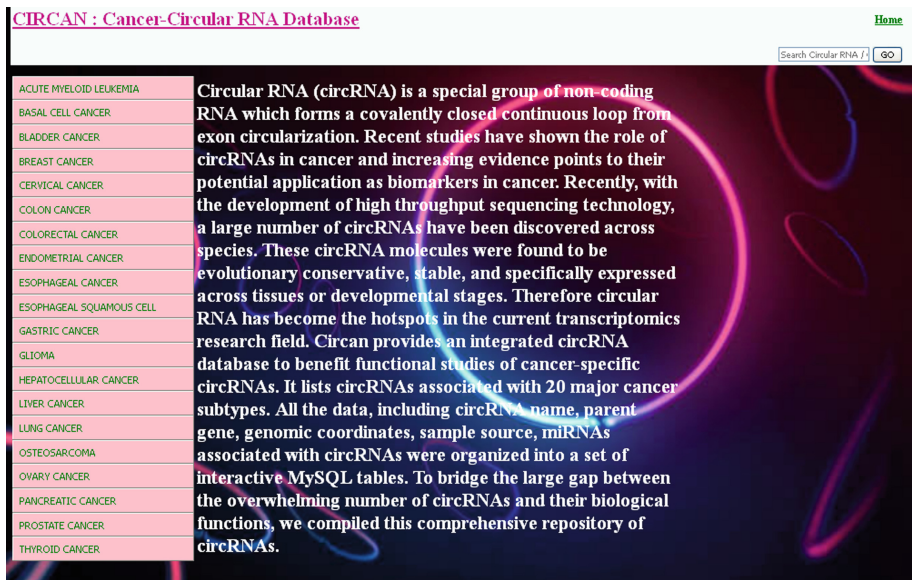 CIRCAN : Cancer-Circular RNA Database
Home
Search Circular RNA /
GO
ACUTE MYELOID LEUKEMIA
BASAL CELL CANCER
BLADDER CANCER
BREAST CANCER
CERVICAL CANCER
COLON CANCER
COLORECTAL CANCER
ENDOMETRIAL CANCER
ESOPHAGEAL CANCER
ESOPHAGEAL SQUAMOUS CELL
GASTRIC CANCER
GLIOMA
HEPATOCELLULAR CANCER
LIVER CANCER
LUNG CANCER
OSTEOSARCOMA
OVARY CANCER
PANCREATIC CANCER
PROSTATE CANCER
THYROID CANCER
Circular RNA (circRNA) is a special group of non-coding
RNA which forms a covalently closed continuous loop from
exon circularization. Recent studies have shown the role of
circRNAs in cancer and increasing evidence points to their
potential application as biomarkers in cancer. Recently, with
the development of high throughput sequencing technology,
a large number of circRNAs have been discovered across
species. These circRNA molecules were found to be
evolutionary conservative, stable, and specifically expressed
across tissues or developmental stages. Therefore circular
RNA has become the hotspots in the current transcriptomics
research field. Circan provides an integrated circRNA
database to benefit functional studies of cancer-specific
circRNAs. It lists circRNAs associated with 20 major cancer
subtypes. All the data, including circRNA name, parent
gene, genomic coordinates, sample source, miRNAs
associated with circRNAs were organized into a set of
interactive MySQL tables. To bridge the large gap between
the overwhelming number of circRNAs and their biological
functions, we compiled this comprehensive repository of
circRNAs.